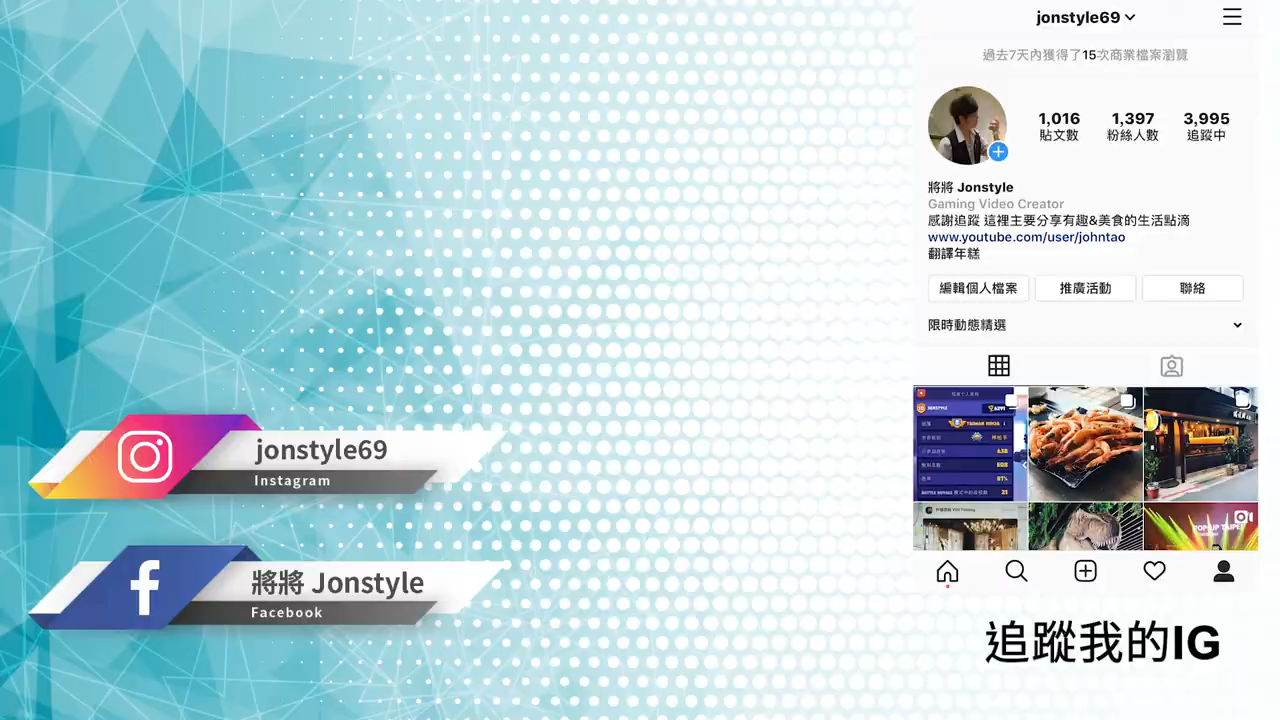 jonstyle69
過去7天內獲得了15次商業檔案瀏覽
1,016
貼文數
1,397
粉絲人數
3,995
追蹤中
將將 Jonstyle
Gaming Video Creator
感謝追蹤 這裡主要分享有趣&美食的生活點滴
www.youtube.com/user/johntao
翻譯年糕
編輯個人檔案
推廣活動
聯絡
限時動態精選
JONSTYLE
POP UP TAIPEI
jonstyle69
Instagram
將將 Jonstyle
Facebook
追蹤我的IG